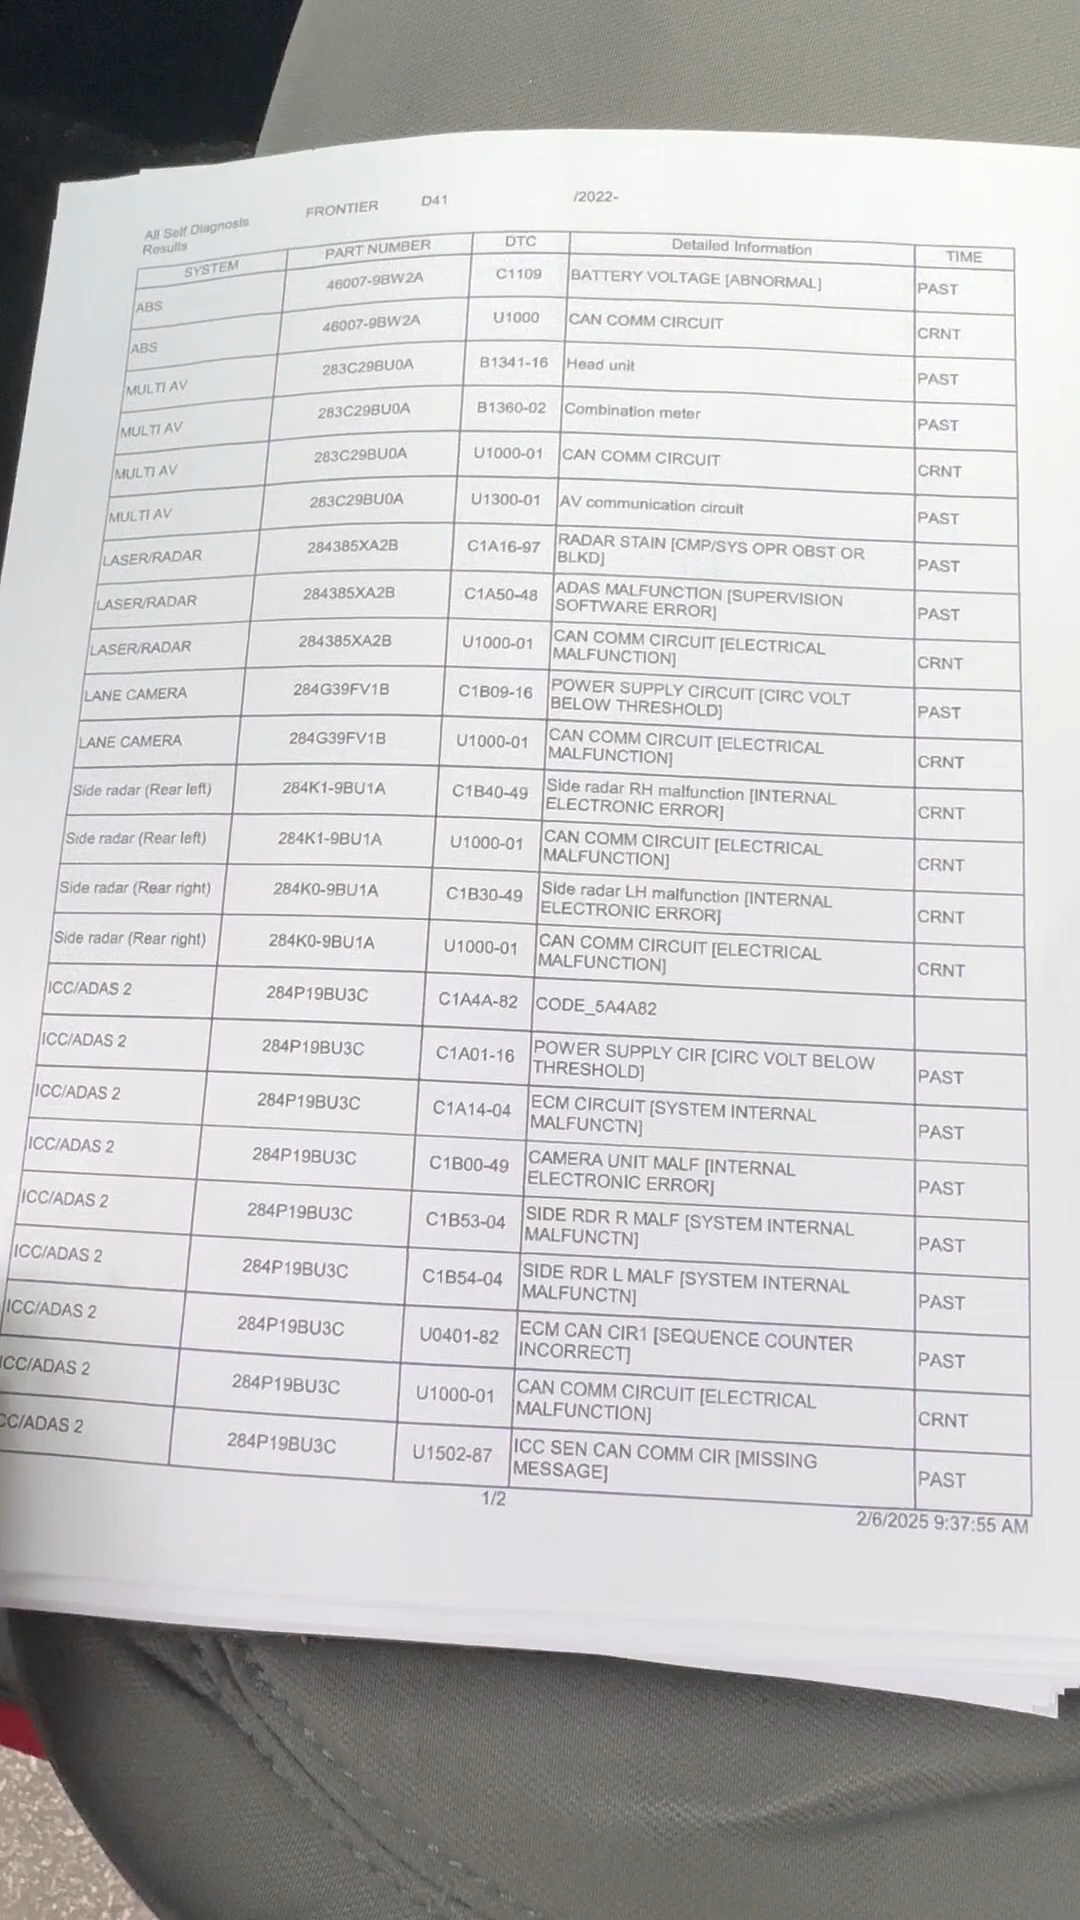 All Self Diagnosis Results FRONTIER D41 /2022-
SYSTEM PART NUMBER DTC Detailed Information TIME
ABS 46007-9BW2A C1109 BATTERY VOLTAGE [ABNORMAL] PAST
ABS 46007-9BW2A U1000 CAN COMM CIRCUIT CRNT
MULTI AV 283C29BU0A B1341-16 Head unit PAST
MULTI AV 283C29BU0A B1360-02 Combination meter PAST
MULTI AV 283C29BU0A U1000-01 CAN COMM CIRCUIT CRNT
MULTI AV 283C29BU0A U1300-01 AV communication circuit PAST
LASER/RADAR 284385XA2B C1A16-97 RADAR STAIN [CMP/SYS OPR OBST OR BLKD] PAST
LASER/RADAR 284385XA2B C1A50-48 ADAS MALFUNCTION [SUPERVISION SOFTWARE ERROR] PAST
LASER/RADAR 284385XA2B U1000-01 CAN COMM CIRCUIT [ELECTRICAL MALFUNCTION] CRNT
LANE CAMERA 284G39FV1B C1B09-16 POWER SUPPLY CIRCUIT [CIRC VOLT BELOW THRESHOLD] PAST
LANE CAMERA 284G39FV1B U1000-01 CAN COMM CIRCUIT [ELECTRICAL MALFUNCTION] CRNT
Side radar (Rear left) 284K1-9BU1A C1B40-49 Side radar RH malfunction [INTERNAL ELECTRONIC ERROR] CRNT
Side radar (Rear left) 284K1-9BU1A U1000-01 CAN COMM CIRCUIT [ELECTRICAL MALFUNCTION] CRNT
Side radar (Rear right) 284K0-9BU1A C1B30-49 Side radar LH malfunction [INTERNAL ELECTRONIC ERROR] CRNT
Side radar (Rear right) 284K0-9BU1A U1000-01 CAN COMM CIRCUIT [ELECTRICAL MALFUNCTION] CRNT
ICC/ADAS 2 284P19BU3C C1A4A-82 CODE_5A4A82
ICC/ADAS 2 284P19BU3C C1A01-16 POWER SUPPLY CIR [CIRC VOLT BELOW THRESHOLD] PAST
ICC/ADAS 2 284P19BU3C C1A14-04 ECM CIRCUIT [SYSTEM INTERNAL MALFUNCTN] PAST
ICC/ADAS 2 284P19BU3C C1B00-49 CAMERA UNIT MALF [INTERNAL ELECTRONIC ERROR] PAST
ICC/ADAS 2 284P19BU3C C1B53-04 SIDE RDR R MALF [SYSTEM INTERNAL MALFUNCTN] PAST
ICC/ADAS 2 284P19BU3C C1B54-04 SIDE RDR L MALF [SYSTEM INTERNAL MALFUNCTN] PAST
ICC/ADAS 2 284P19BU3C U0401-82 ECM CAN CIR1 [SEQUENCE COUNTER INCORRECT] PAST
ICC/ADAS 2 284P19BU3C U1000-01 CAN COMM CIRCUIT [ELECTRICAL MALFUNCTION] CRNT
CC/ADAS 2 284P19BU3C U1502-87 ICC SEN CAN COMM CIR [MISSING MESSAGE] PAST
1/2
2/6/2025 9:37:55 AM